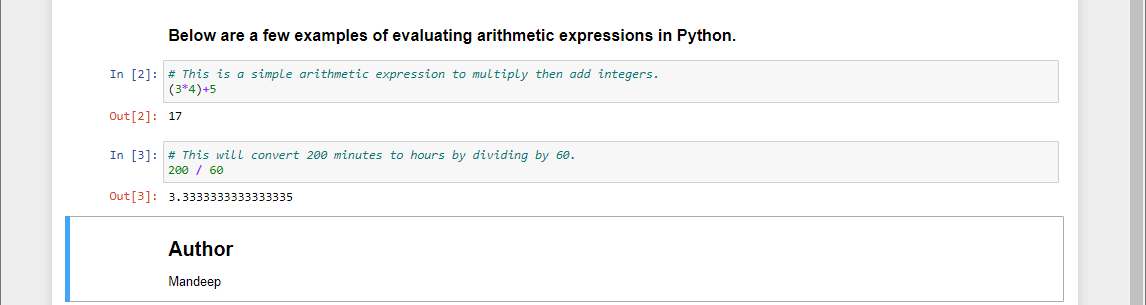 Below are a few examples of evaluating arithmetic expressions in Python.
In [2]: # This is a simple arithmetic expression to multiply then add integers.
(3*4)+5
Out[2]: 17
In [3]: # This will convert 200 minutes to hours by dividing by 60.
200 / 60
Out[3]: 3.3333333333333335
Author
Mandeep